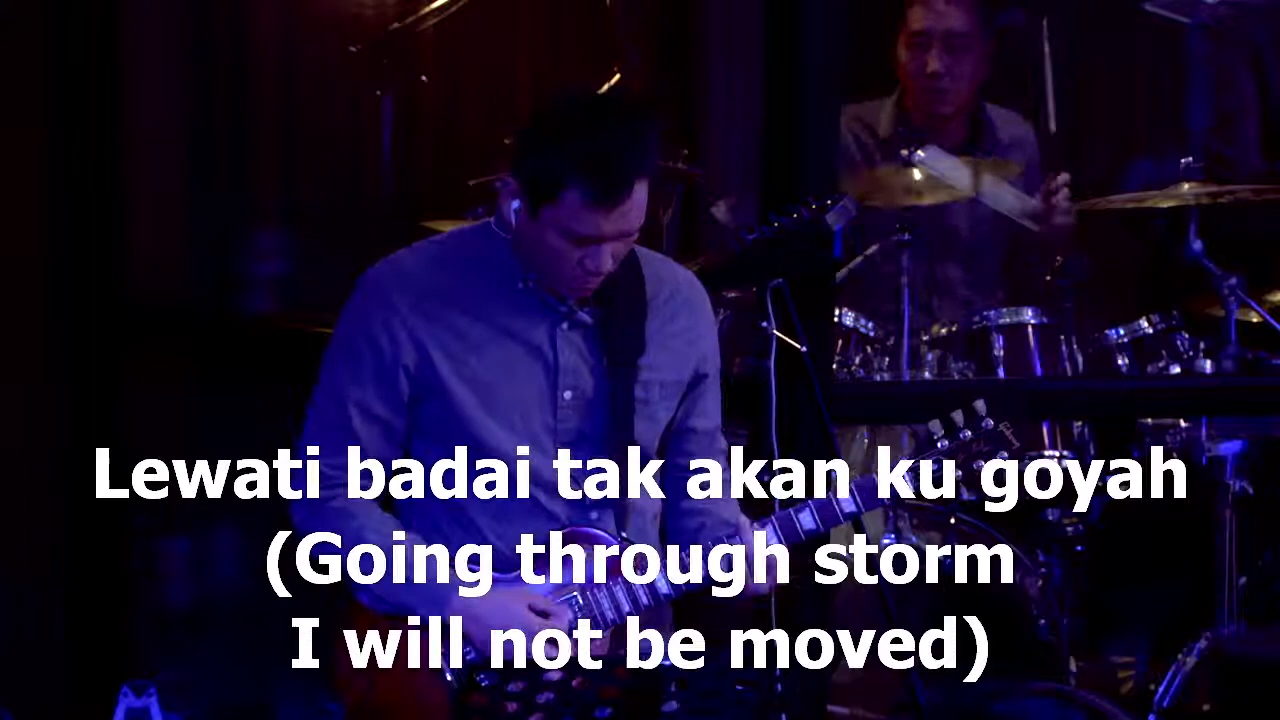 Lewati badai tak akan ku goyah
(Going through storm
I will not be moved)